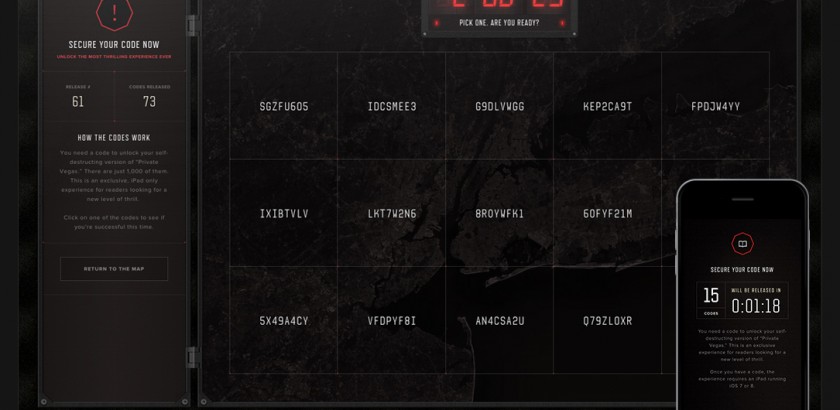 SECURE YOUR CODE NOW
UNLOCK THE MOST THRILLING EXPERIENCE EVER
RELEASE #
CODES RELEASED
61
73
HOW THE CODES WORK
You need a code to unlock your self-
destructing version of "Private
Vegas." There are just 1,000 of them.
This is an exclusive, iPad only
experience for readers looking for a
new thrill.
Click on one of the codes to see if
you're successful this time.
RETURN TO THE MAP
PICK ONE. ARE YOU READY?
SGZFU6O5
IDCSMEE3
G9DLVWGG
KEP2CA9T
FPDJW4YY
IXIBTVLV
LKT7W2N6
BROYWFK1
6OFYF21M
5X49A4CY
VFDPYF8I
AN4CSA2U
Q79ZLOXR
SECURE YOUR CODE NOW
15
CODES
WILL BE RELEASED IN
0:01:18
You need a code to unlock your self-
destruct version of "Private
Vegas." This is an exclusive
experience for readers looking for a
new thrill.
Once you have a code, the
experience requires an iPad running
iOS 7 or 8.